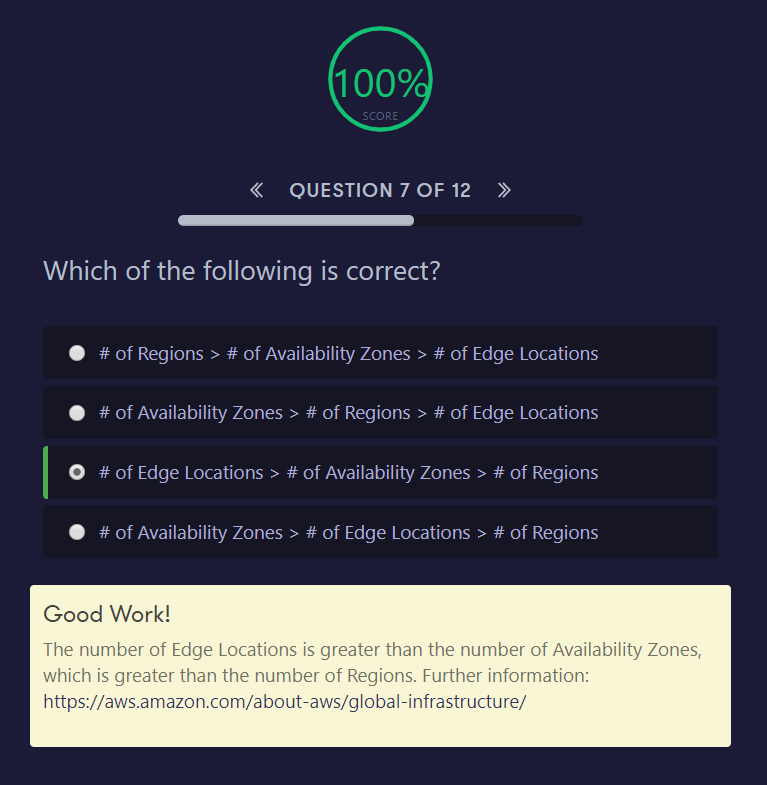 100%
SCORE
QUESTION 7 OF 12
Which of the following is correct?
# of Regions > # of Availability Zones > # of Edge Locations
# of Availability Zones > # of Regions > # of Edge Locations
# of Edge Locations > # of Availability Zones > # of Regions
# of Availability Zones > # of Edge Locations > # of Regions
Good Work!
The number of Edge Locations is greater than the number of Availability Zones,
which is greater than the number of Regions. Further information:
https://aws.amazon.com/about-aws/global-infrastructure/